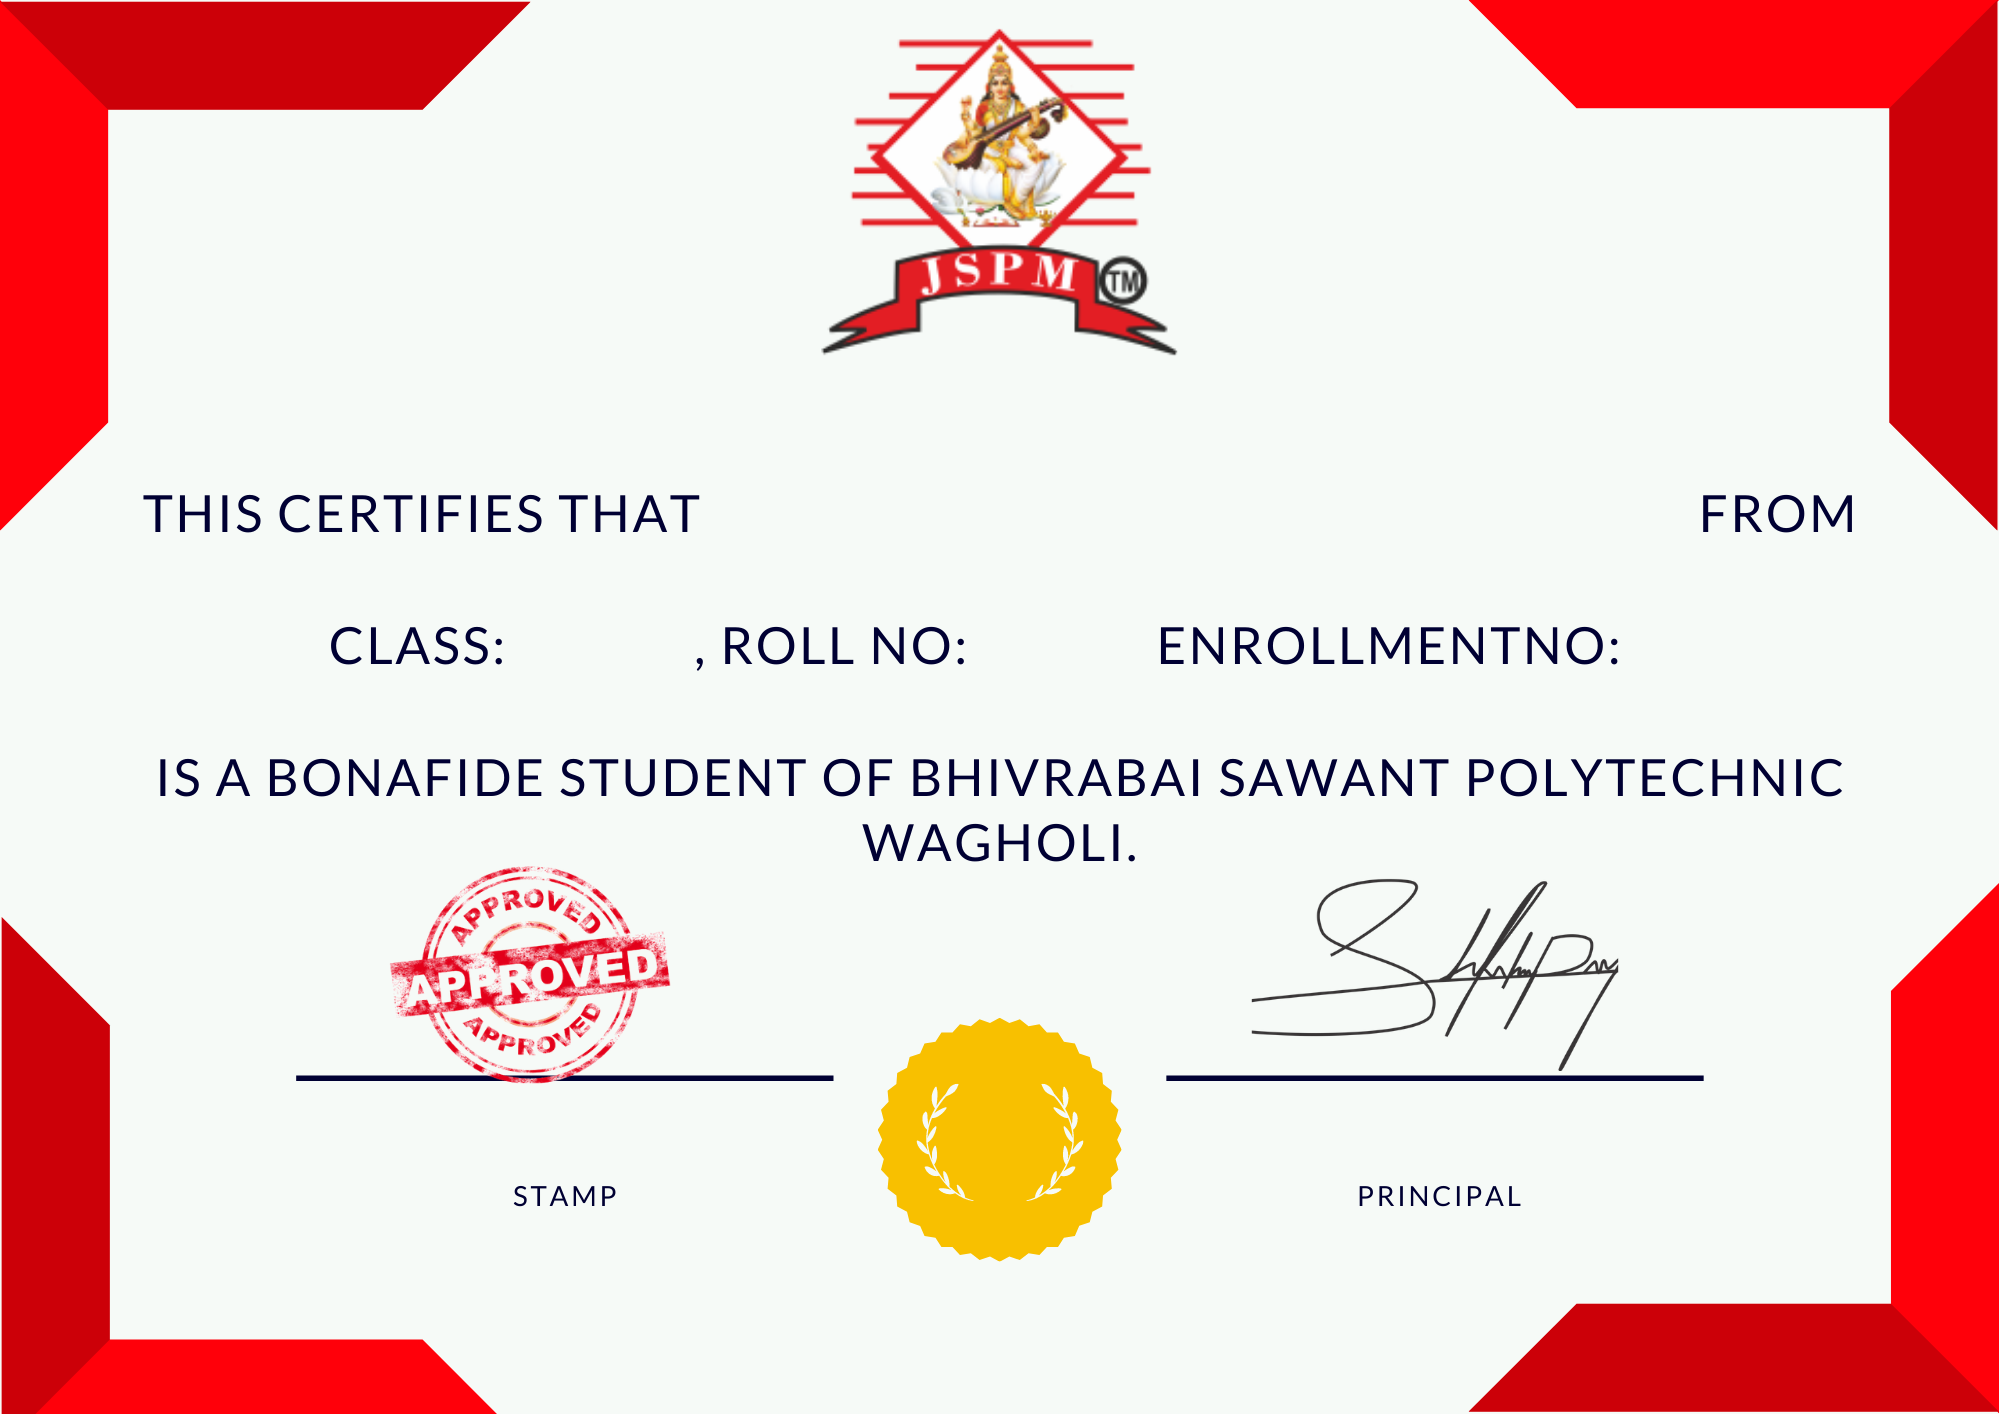 JSPM
TM
THIS CERTIFIES THAT FROM
CLASS: , ROLL NO: ENROLLMENTNO:
IS A BONAFIDE STUDENT OF BHIVRABAI SAWANT POLYTECHNIC
WAGHOLI.
APPROVED
APPROVED
APPROVED
STAMP
PRINCIPAL